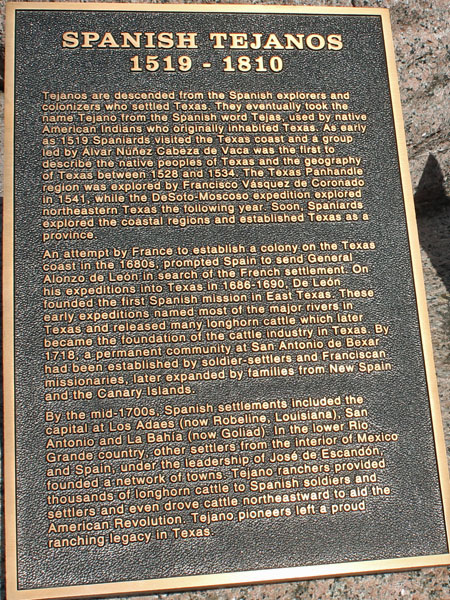 SPANISH TEJANOS
1519 - 1810
Tejanos are descended from the Spanish explorers and
colonizers who settled Texas. They eventually took the
name Tejano from the Spanish word Tejas, used by native
American Indians who originally inhabited Texas. As early
as 1519 Spaniards visited the Texas coast and a group
led by Álvar Núñez Cabeza de Vaca was the first to
describe the native peoples of Texas and the geography
of Texas between 1528 and 1534. The Texas Panhandle
region was explored by Francisco Vásquez de Coronado
in 1541, while the DeSoto-Moscoso expedition explored
northeastern Texas the following year. Soon, Spaniards
explored the coastal regions and established Texas as a
province.
An attempt by France to establish a colony on the Texas
coast in the 1680s, prompted Spain to send General
Alonzo de León in search of the French settlement. On
his expeditions into Texas in 1686-1690, De León
founded the first Spanish mission in East Texas. These
early expeditions named most of the major rivers in
Texas and released many longhorn cattle which later
became the foundation of the cattle industry in Texas. By
1718, a permanent community at San Antonio de Bexar
had been established by soldier-settlers and Franciscan
missionaries, later expanded by families from New Spain
and the Canary Islands.
By the mid-1700s, Spanish settlements included the
capital at Los Adaes (now Robeline, Louisiana), San
Antonio and La Bahía (now Goliad). In the lower Rio
Grande country, other settlers from the interior of Mexico
and Spain, under the leadership of José de Escandón,
founded a network of towns. Tejano ranchers provided
thousands of longhorn cattle to Spanish soldiers and
settlers and even drove cattle northeastward to aid the
American Revolution. Tejano pioneers left a proud
ranching legacy in Texas.